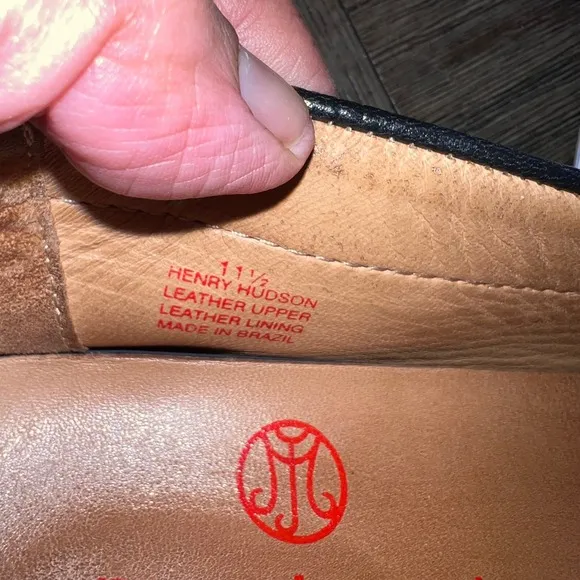 11½
HENRY HUDSON
LEATHER UPPER
LEATHER LINING
MADE IN BRAZIL